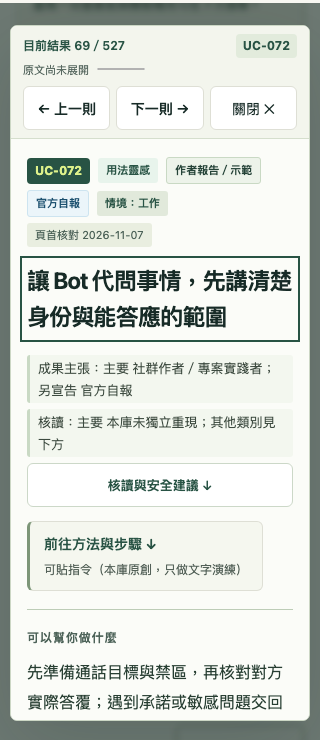 目前結果 69 / 527
UC-072
原文尚未展開
← 上一則
下一則 →
關閉 ✕
UC-072
用法靈感
作者報告 / 示範
官方自報
情境：工作
頁首核對 2026-11-07
讓 Bot 代問事情，先講清楚
身份與能答應的範圍
成果主張：主要 社群作者 / 專案實踐者；
另宣告 官方自報
核讀：主要 本庫未獨立重現；其他類別見
下方
核讀與安全建議 ↓
前往方法與步驟 ↓
可貼指令（本庫原創，只做文字演練）
可以幫你做什麼
先準備通話目標與禁區，再核對對方
實際答覆；遇到承諾或敏感問題交回